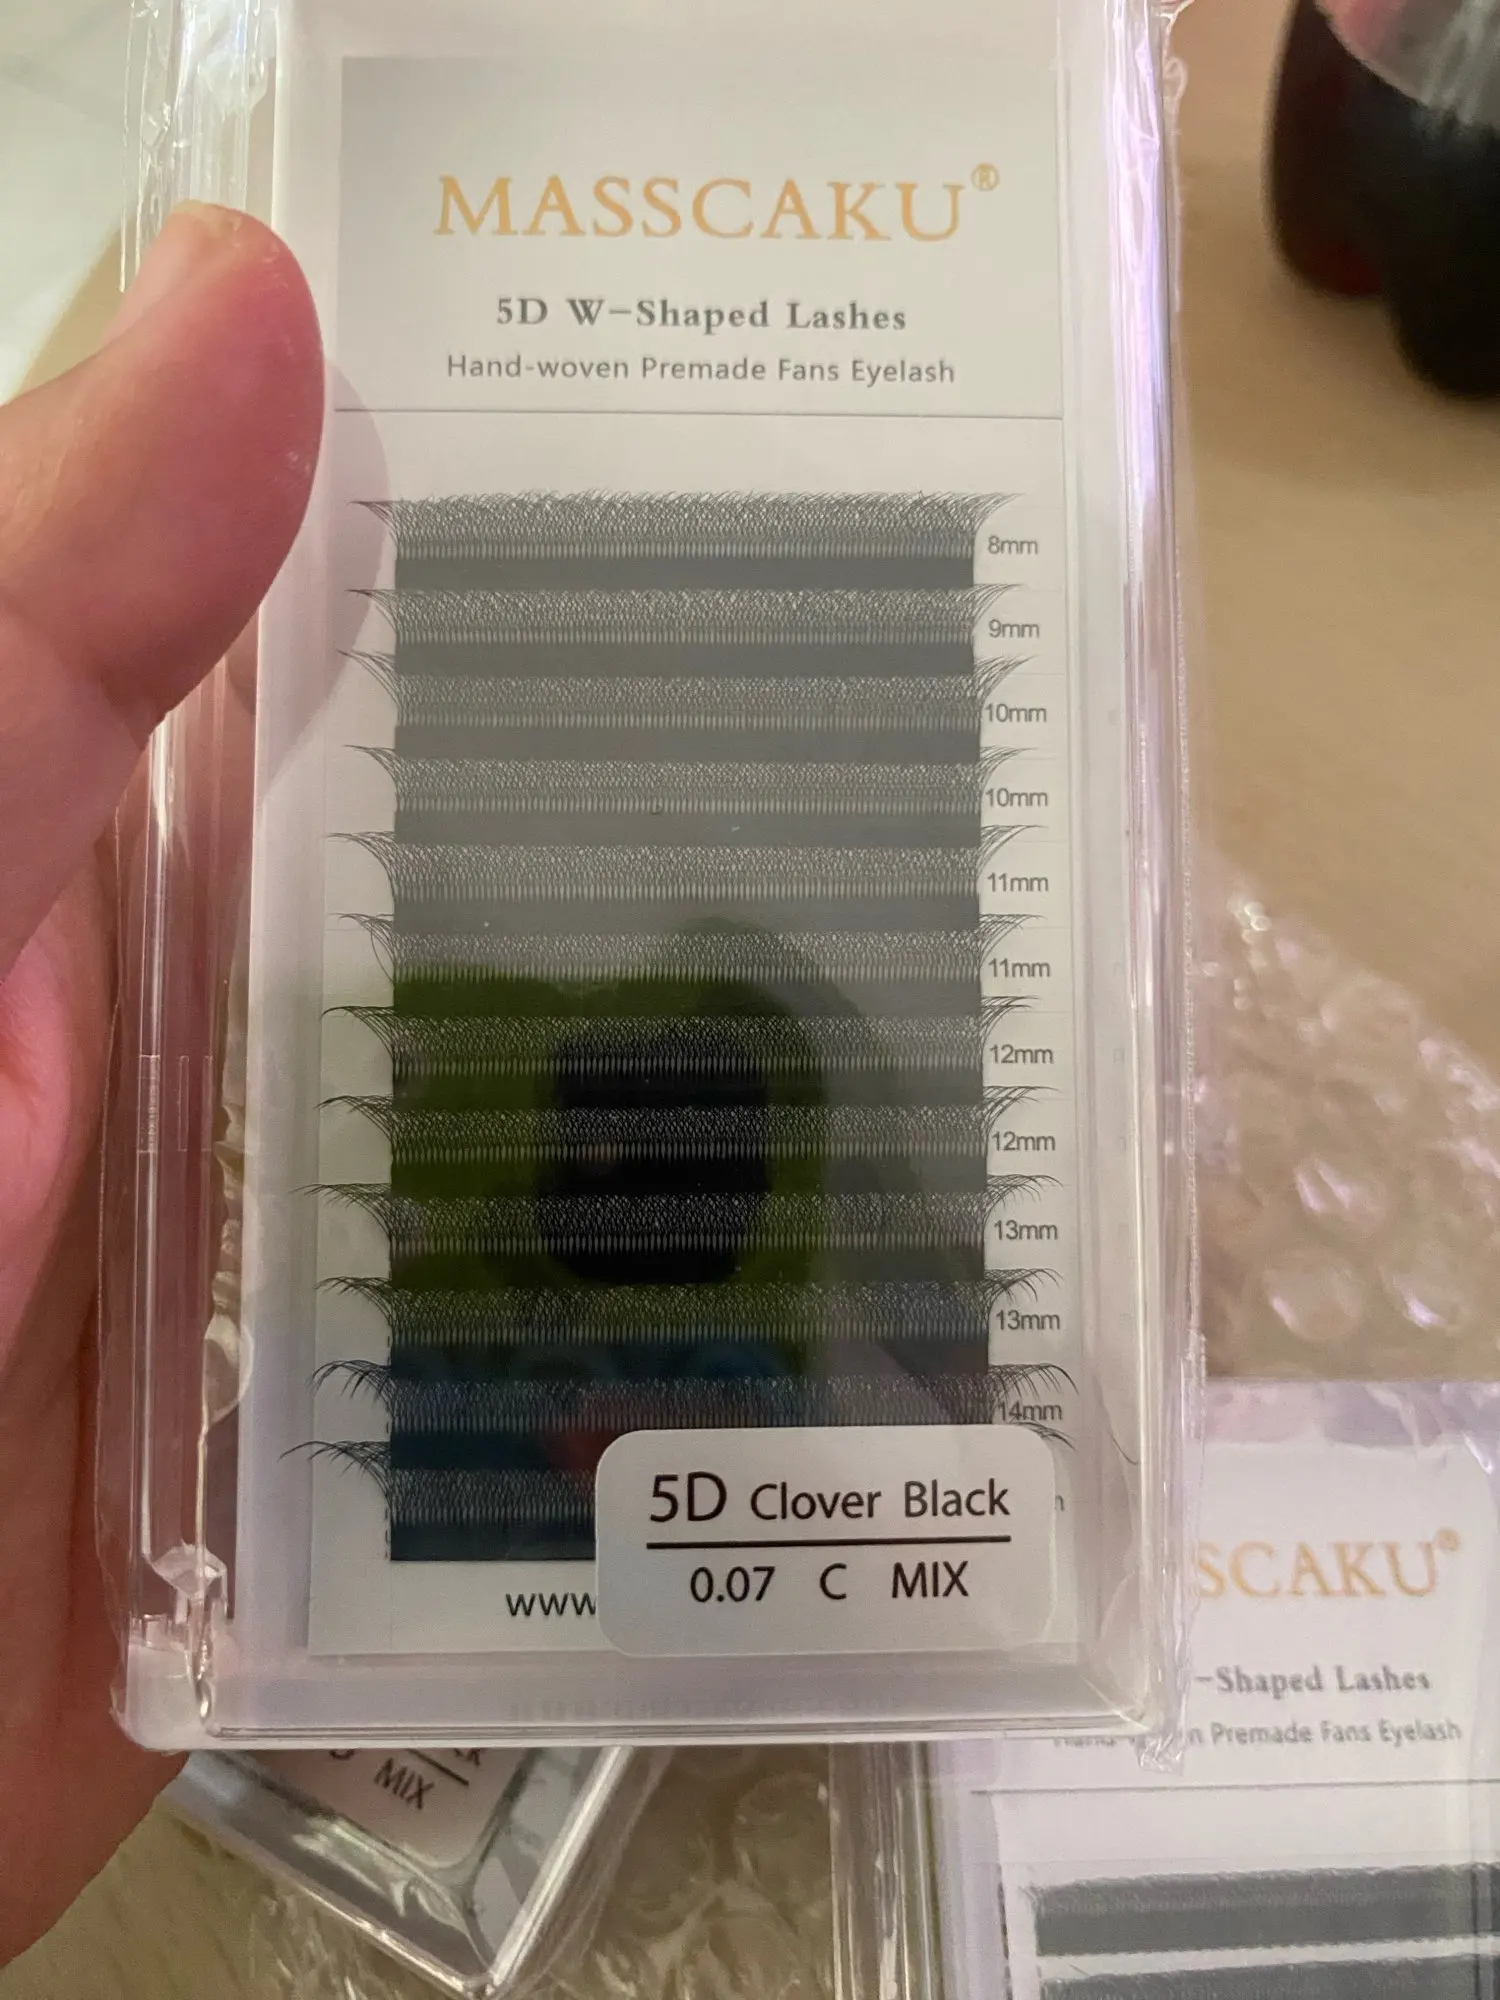 MASSCAKU®
5D W-Shaped Lashes
Hand-woven Premade Fans Eyelash
8mm
9mm
10mm
10mm
11mm
11mm
12mm
12mm
13mm
13mm
14mm
5D Clover Black
0.07 C MIX
www
MIX
SCAKU®
-Shaped Lashes
Premade Fans Eyelash